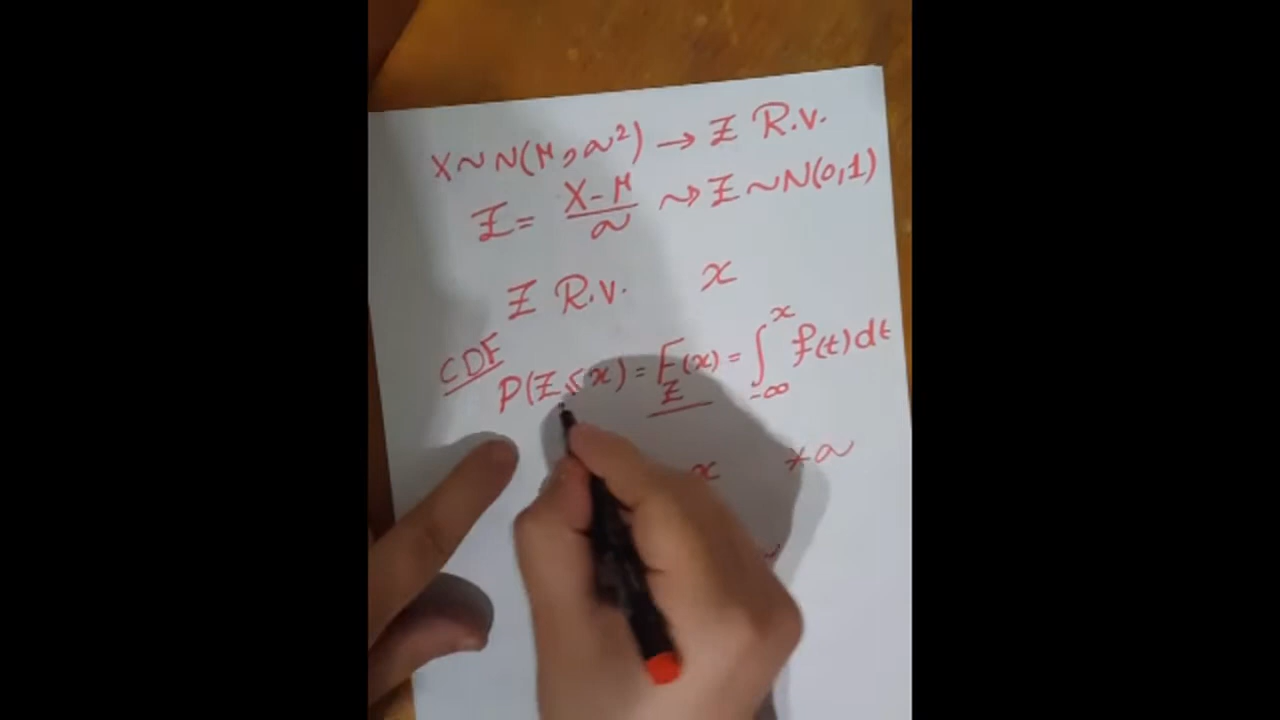 X ~ N(μ, σ²) → Z R.v.
Z = (X-μ)/σ ⇝ Z ~ N(0,1)
Z R.v. x
CDF
P(Z ≤ x) = F_Z(x) = ∫_{-∞}^{x} f(t) dt
x *σ